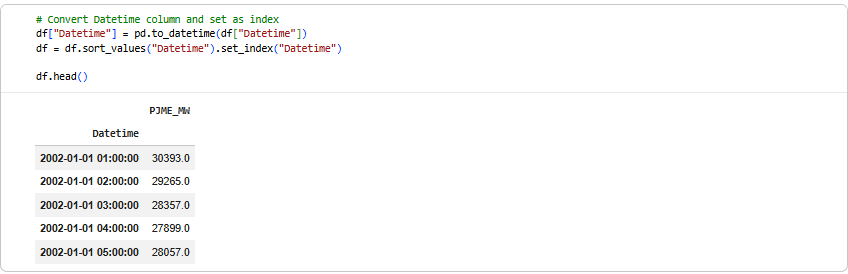 # Convert Datetime column and set as index
df["Datetime"] = pd.to_datetime(df["Datetime"])
df = df.sort_values("Datetime").set_index("Datetime")
df.head()
PJME_MW
Datetime
2002-01-01 01:00:00 30393.0
2002-01-01 02:00:00 29265.0
2002-01-01 03:00:00 28357.0
2002-01-01 04:00:00 27899.0
2002-01-01 05:00:00 28057.0